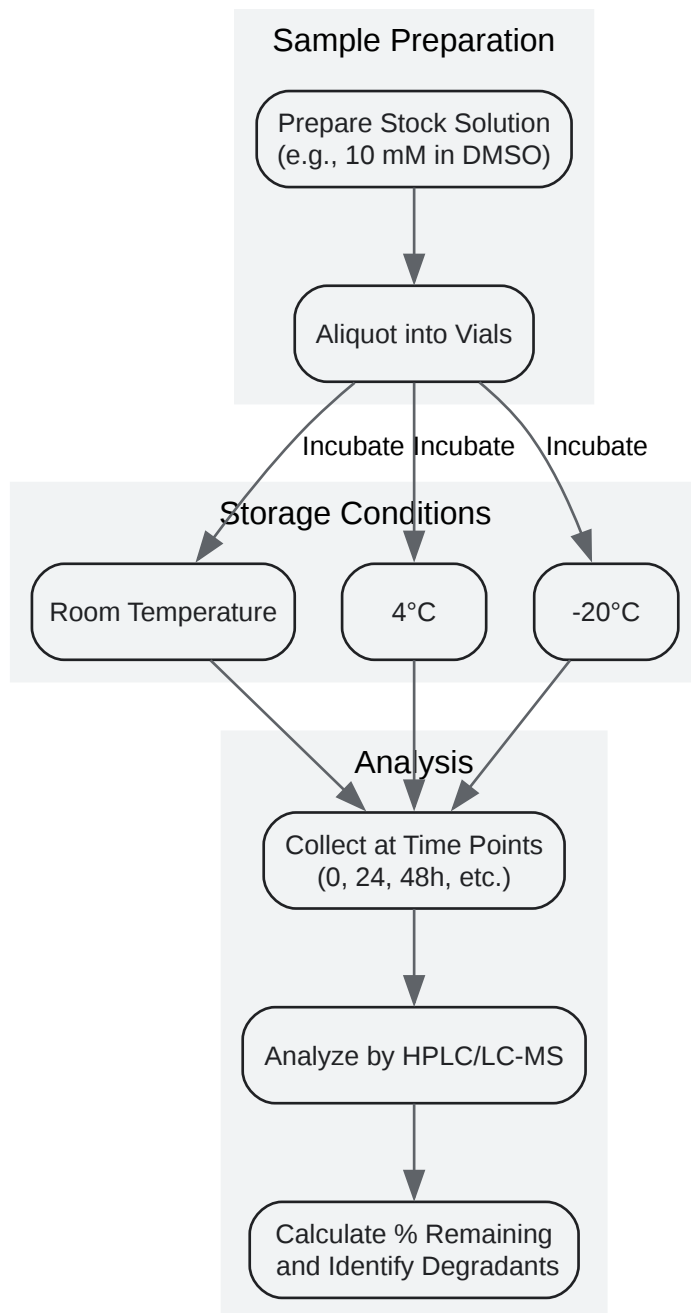 Sample Preparation
Prepare Stock Solution
(e.g., 10 mM in DMSO)
Aliquot into Vials
Incubate
Incubate
Incubate
Storage Conditions
Room Temperature
4°C
-20°C
Analysis
Collect at Time Points
(0, 24, 48h, etc.)
Analyze by HPLC/LC-MS
Calculate % Remaining
and Identify Degradants